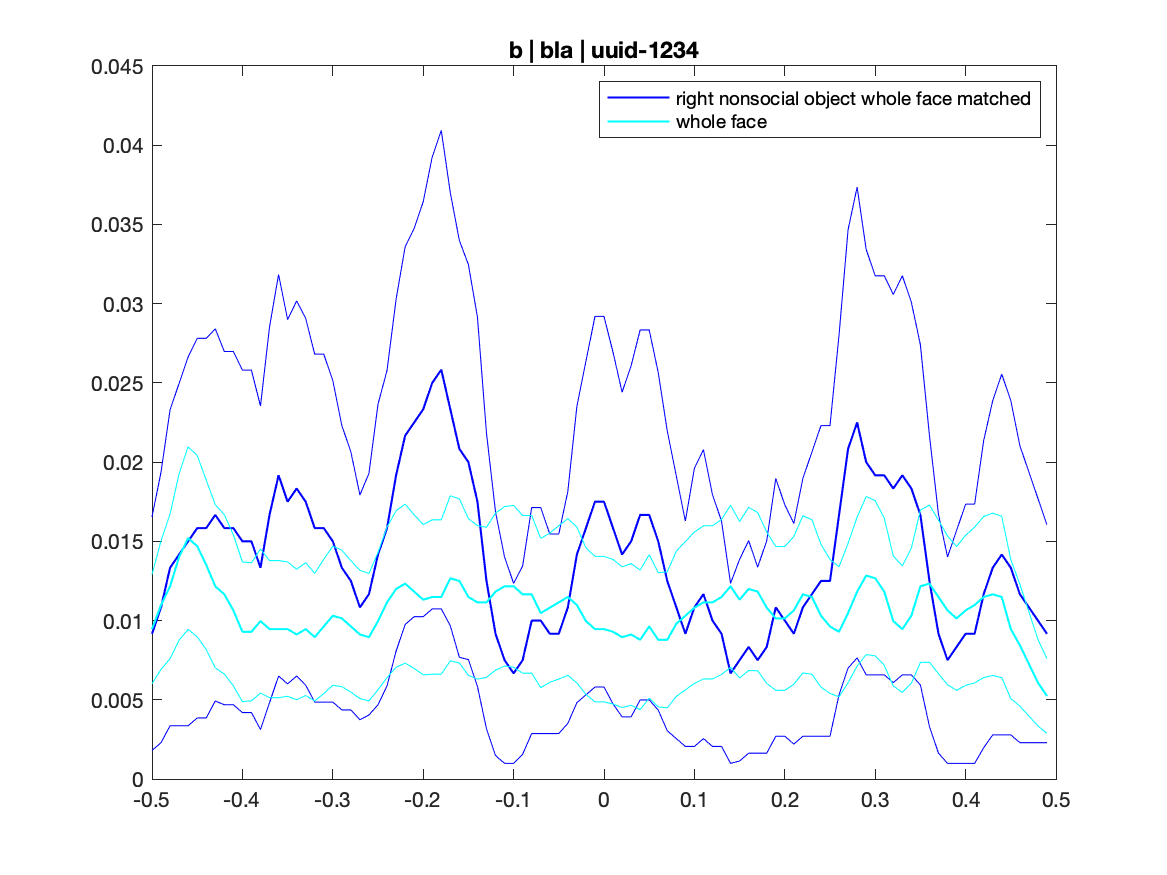 b | bla | uuid-1234
0.045
right nonsocial object whole face matched
whole face
0.04
0.035
0.03
0.025
0.02
0.015
0.01
0.005
0
-0.5 -0.4 -0.3 -0.2 -0.1 0 0.1 0.2 0.3 0.4 0.5